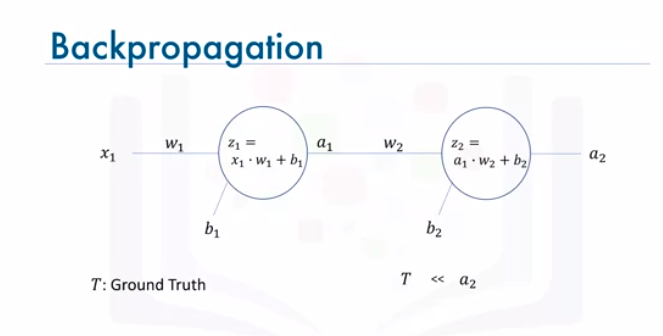 Backpropagation
x₁
w₁
z₁ =
x₁ · w₁ + b₁
a₁
w₂
z₂ =
a₁ · w₂ + b₂
a₂
b₁
b₂
T: Ground Truth
T << a₂